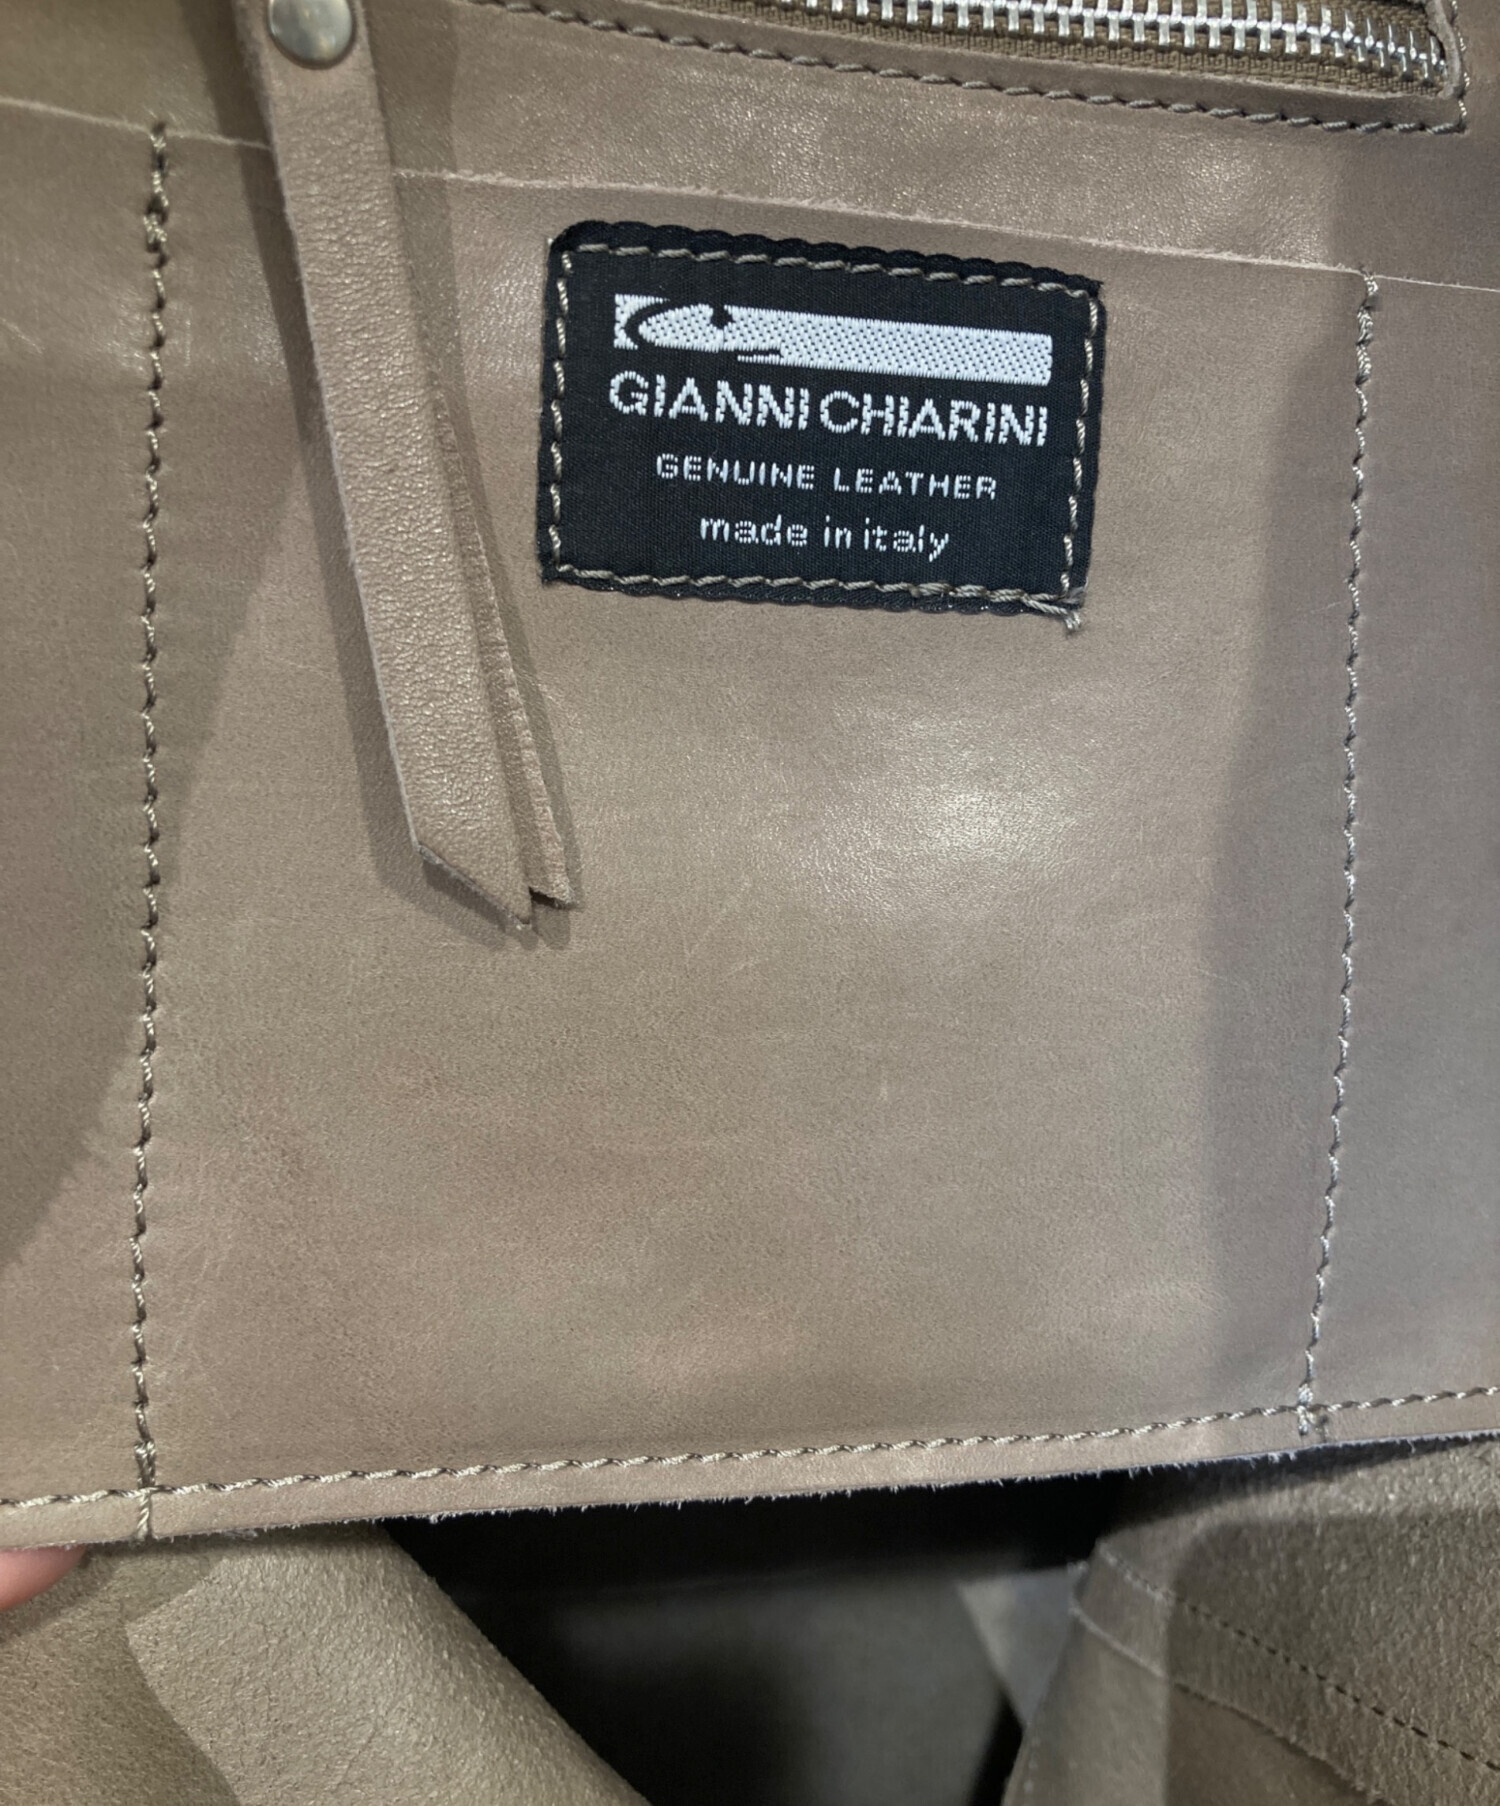 GIANNI CHIARINI
GENUINE LEATHER
made in italy